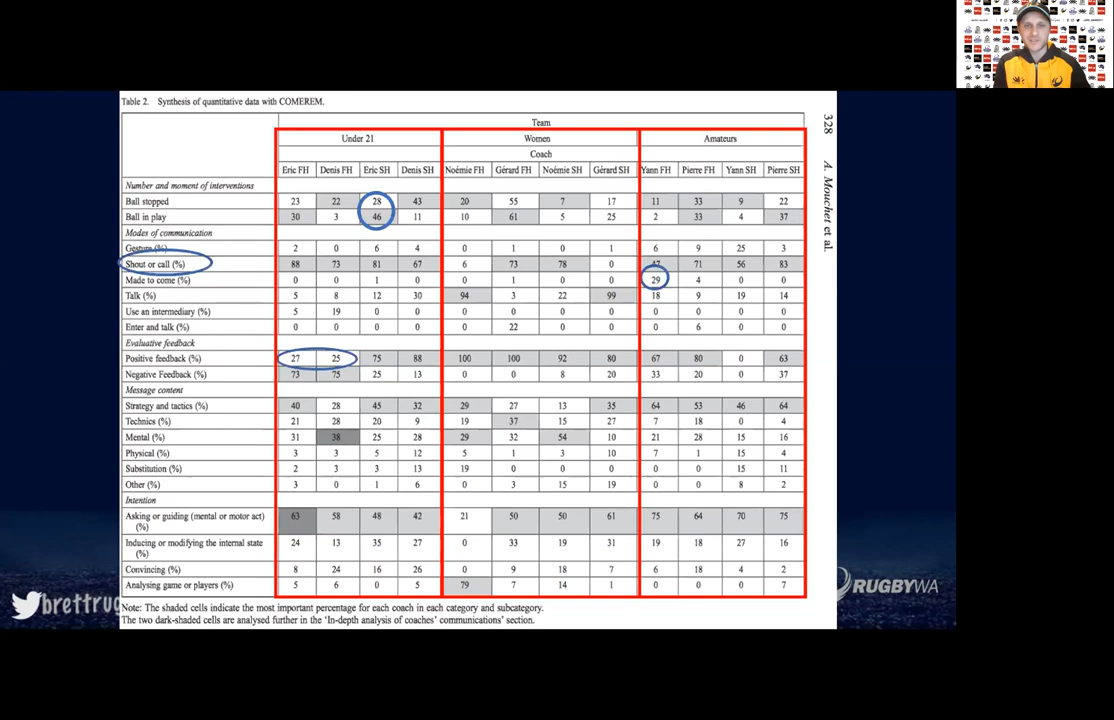 Table 2. Synthesis of quantitative data with COMEREM.
Team
Under 21 Women Amateurs
Coach
Eric FH Denis FH Eric SH Denis SH Noémie FH Gérard FH Noémie SH Gérard SH Yann FH Pierre FH Yann SH Pierre SH
Number and moment of interventions
Ball stopped 23 22 28 43 20 55 7 17 11 33 9 22
Ball in play 30 3 46 11 10 61 5 25 2 33 4 37
Modes of communication
Gesture (%) 2 0 6 4 0 1 0 1 6 9 25 3
Shout or call (%) 88 73 81 67 6 73 78 0 47 71 56 83
Made to come (%) 0 0 1 0 0 1 0 0 29 4 0 0
Talk (%) 5 8 12 30 94 3 22 99 18 9 19 14
Use an intermediary (%) 5 19 0 0 0 0 0 0 0 0 0 0
Enter and talk (%) 0 0 0 0 0 22 0 0 0 6 0 0
Evaluative feedback
Positive feedback (%) 27 25 75 88 100 100 92 80 67 80 0 63
Negative Feedback (%) 73 75 25 13 0 0 8 20 33 20 0 37
Message content
Strategy and tactics (%) 40 28 45 32 29 27 13 35 64 53 46 64
Technics (%) 21 28 20 9 19 37 15 27 7 18 0 4
Mental (%) 31 38 25 28 29 32 54 10 21 28 15 16
Physical (%) 3 3 5 12 5 1 3 10 7 1 15 4
Substitution (%) 2 3 3 13 19 0 0 0 0 0 15 11
Other (%) 3 0 1 6 0 3 15 19 0 0 8 2
Intention
Asking or guiding (mental or motor act) 63 58 48 42 21 50 50 61 75 64 70 75
(%)
Inducing or modifying the internal state 24 13 35 27 0 33 19 31 19 18 27 16
(%)
Convincing (%) 8 24 16 26 0 9 18 7 6 18 4 2
Analysing game or players (%) 5 6 0 5 79 7 14 1 0 0 0 7
Note: The shaded cells indicate the most important percentage for each coach in each category and subcategory.
The two dark-shaded cells are analysed further in the 'In-depth analysis of coaches' communications' section.
328 A. Mouchet et al.
brettrug
RUGBYWA